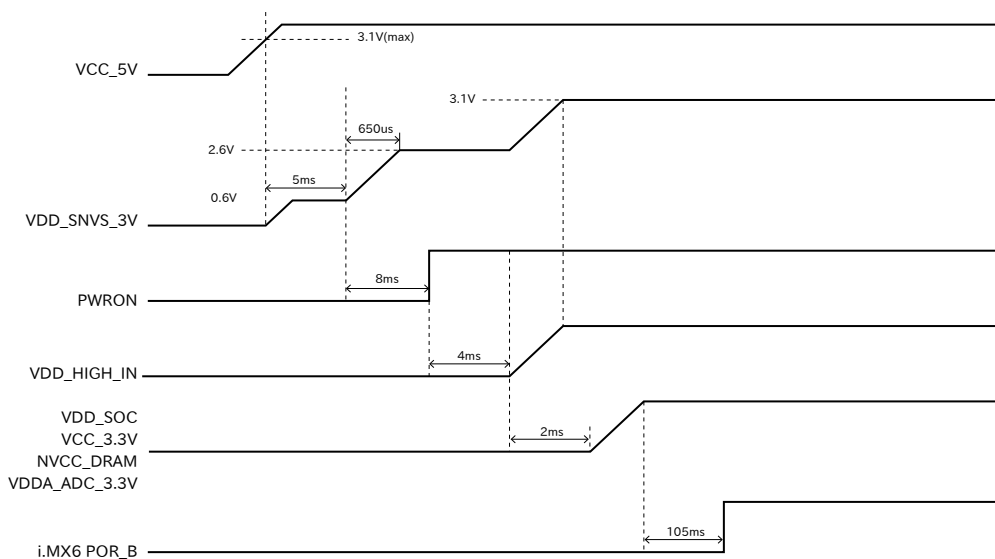 3.1V(max)
VCC_5V
3.1V
650us
2.6V
5ms
0.6V
VDD_SNVS_3V
8ms
PWRON
4ms
VDD_HIGH_IN
VDD_SOC
VCC_3.3V
NVCC_DRAM
VDDA_ADC_3.3V
2ms
105ms
i.MX6 POR_B